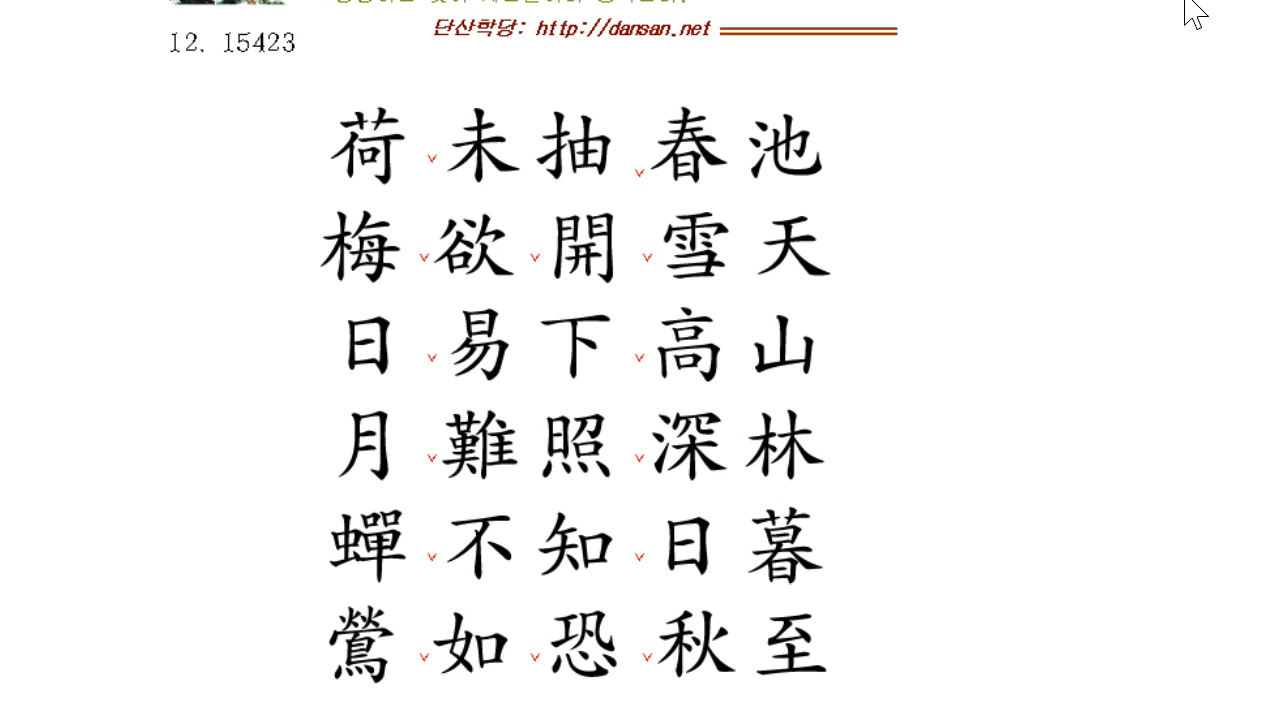 단산학당: http://dansan.net
12. 15423
荷 未 抽 春 池
梅 欲 開 雪 天
日 易 下 高 山
月 難 照 深 林
蟬 不 知 日 暮
鶯 如 恐 秋 至